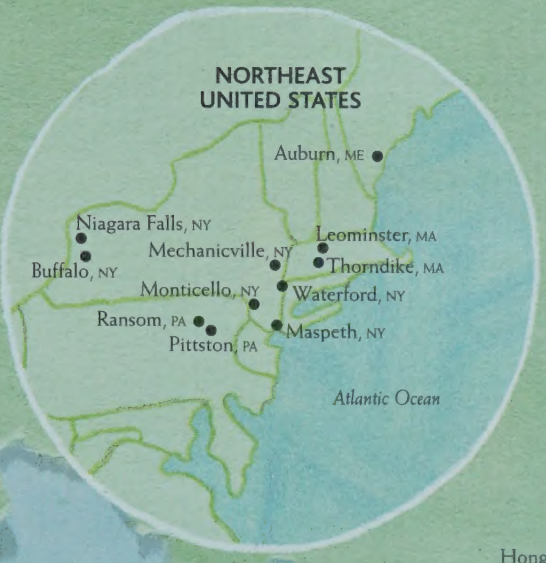 NORTHEAST
UNITED STATES
Auburn, ME
Niagara Falls, NY
Leominster, MA
Mechanicville, NY
Buffalo, NY
Thorndike, MA
Monticello, NY
Waterford, NY
Ransom, PA
Maspeth, NY
Pittston, PA
Atlantic Ocean
Hong